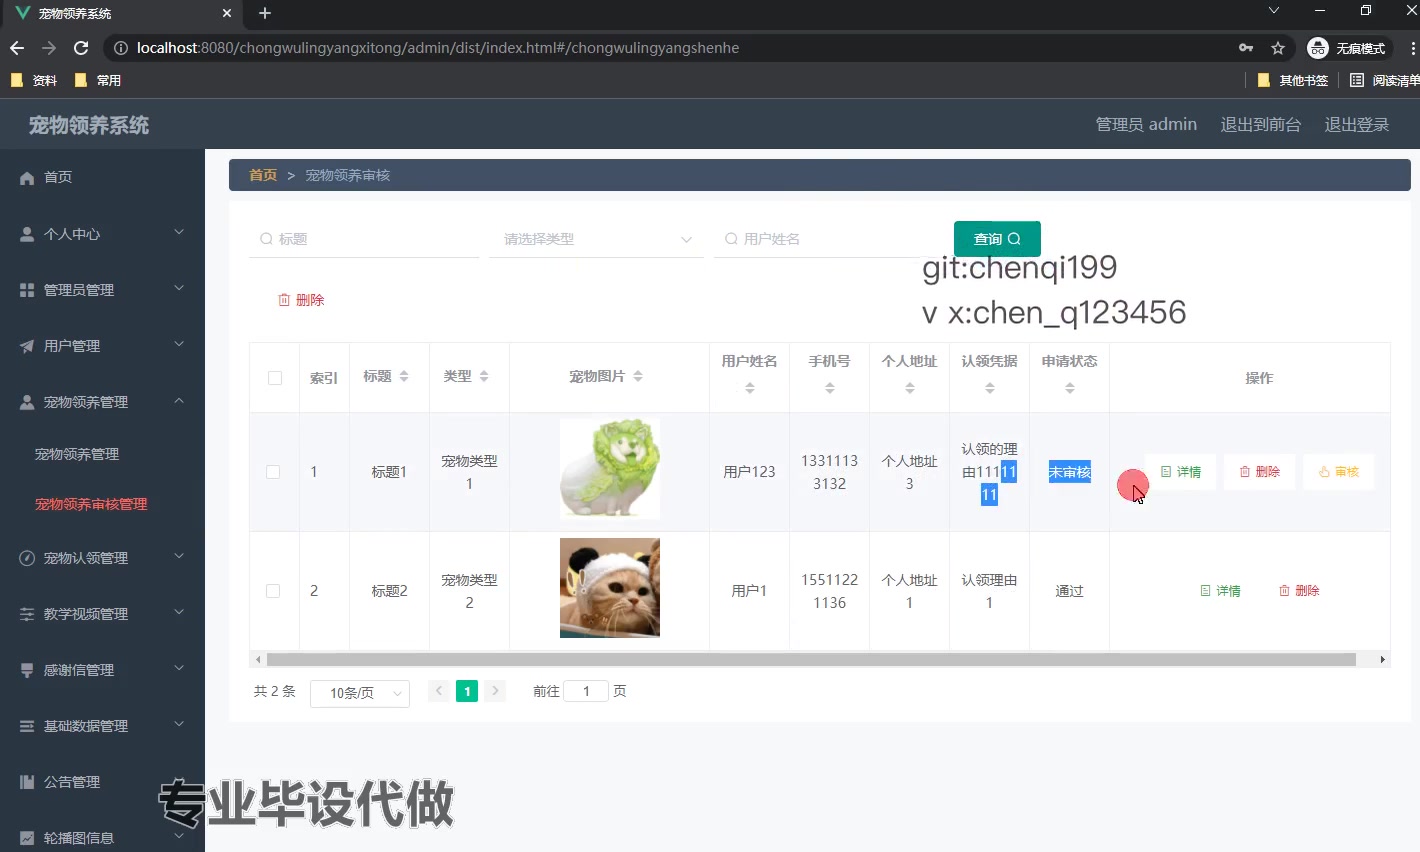 宠物领养系统
localhost:8080/chongwulingyangxitong/admin/dist/index.html#/chongwulingyangshenhe
无痕模式
资料 常用 其他书签 阅读清单
宠物领养系统 管理员 admin 退出到前台 退出登录
首页
个人中心
管理员管理
用户管理
宠物领养管理
宠物领养管理
宠物领养审核管理
宠物认领管理
教学视频管理
感谢信管理
基础数据管理
公告管理
轮播图信息
首页 > 宠物领养审核
标题 请选择类型 用户姓名 查询
git:chenqi199
v x:chen_q123456
删除
索引 标题 类型 宠物图片 用户姓名 手机号 个人地址 认领凭据 申请状态 操作
1 标题1 宠物类型1 用户123 13311133132 个人地址3 认领的理由1111111 未审核 详情 删除 审核
2 标题2 宠物类型2 用户1 15511221136 个人地址1 认领理由1 通过 详情 删除
共 2 条 10条/页 1 前往 1 页
专业毕设代做